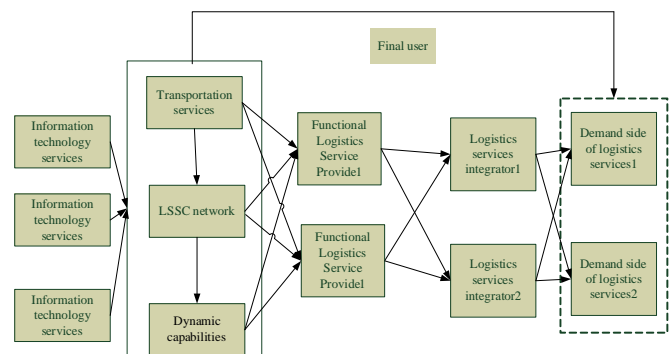 Final user
Information
technology
services
Information
technology
services
Information
technology
services
Transportation
services
LSSC network
Dynamic
capabilities
Functional
Logistics
Service
Provide1
Functional
Logistics
Service
Provide1
Logistics
services
integrator1
Logistics
services
integrator2
Demand side
of logistics
services1
Demand side
of logistics
services2